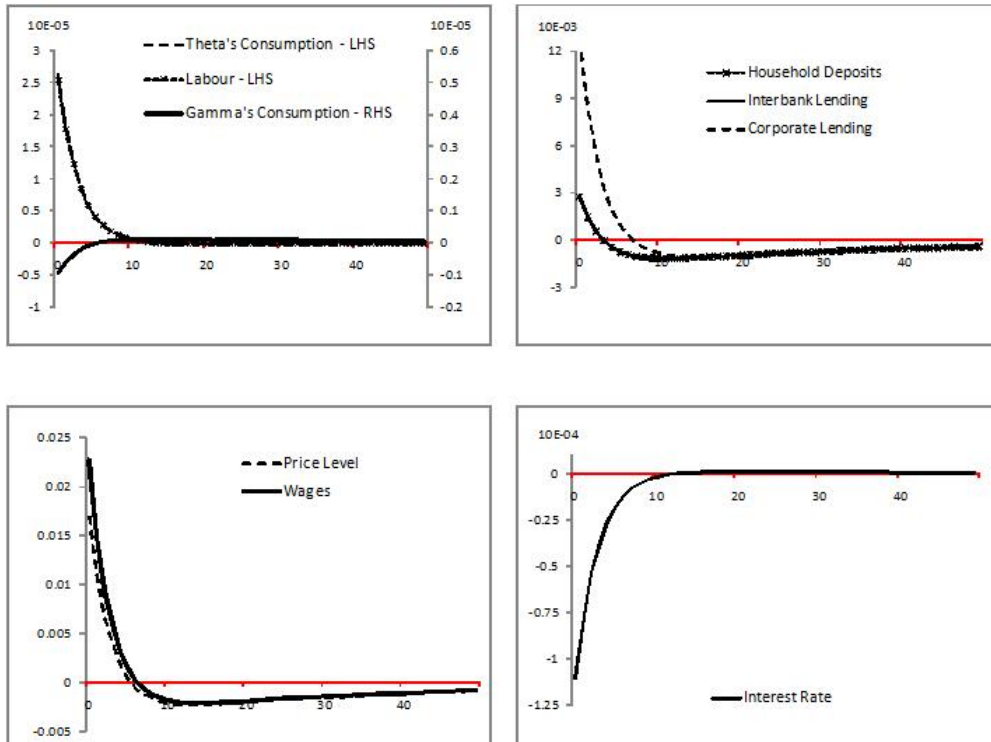 10E-05 10E-05
Theta's Consumption - LHS
Labour - LHS
Gamma's Consumption - RHS
3
2.5
2
1.5
1
0.5
0
-0.5
-1
0.6
0.5
0.4
0.3
0.2
0.1
0
-0.1
-0.2
0 10 20 30 40
10E-03
Household Deposits
Interbank Lending
Corporate Lending
12
9
6
3
0
-3
0 10 20 30 40
Price Level
Wages
0.025
0.02
0.015
0.01
0.005
0
-0.005
0 10 20 30 40
10E-04
0
-0.25
-0.5
-0.75
-1
-1.25
0 10 20 30 40
Interest Rate